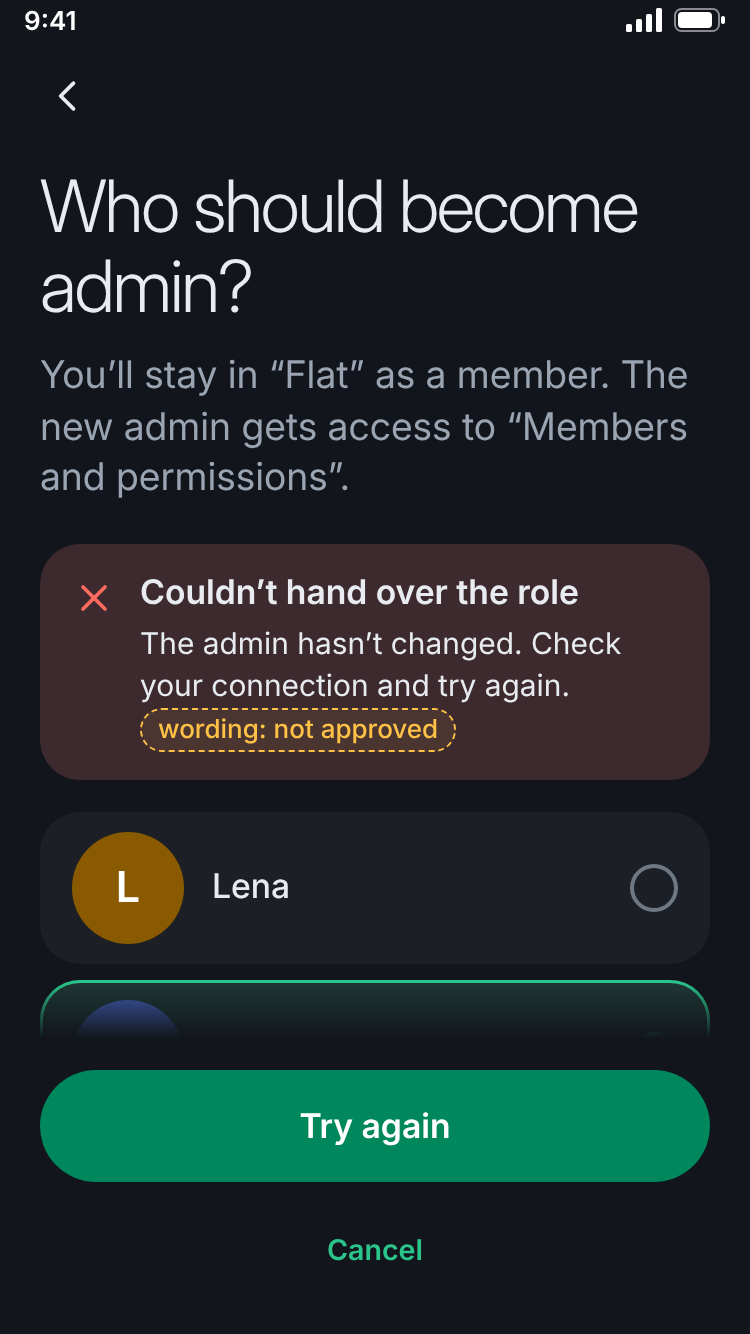 9:41
Who should become
admin?
You’ll stay in “Flat” as a member. The
new admin gets access to “Members
and permissions”.
Couldn’t hand over the role
The admin hasn’t changed. Check
your connection and try again.
wording: not approved
L
Lena
Try again
Cancel